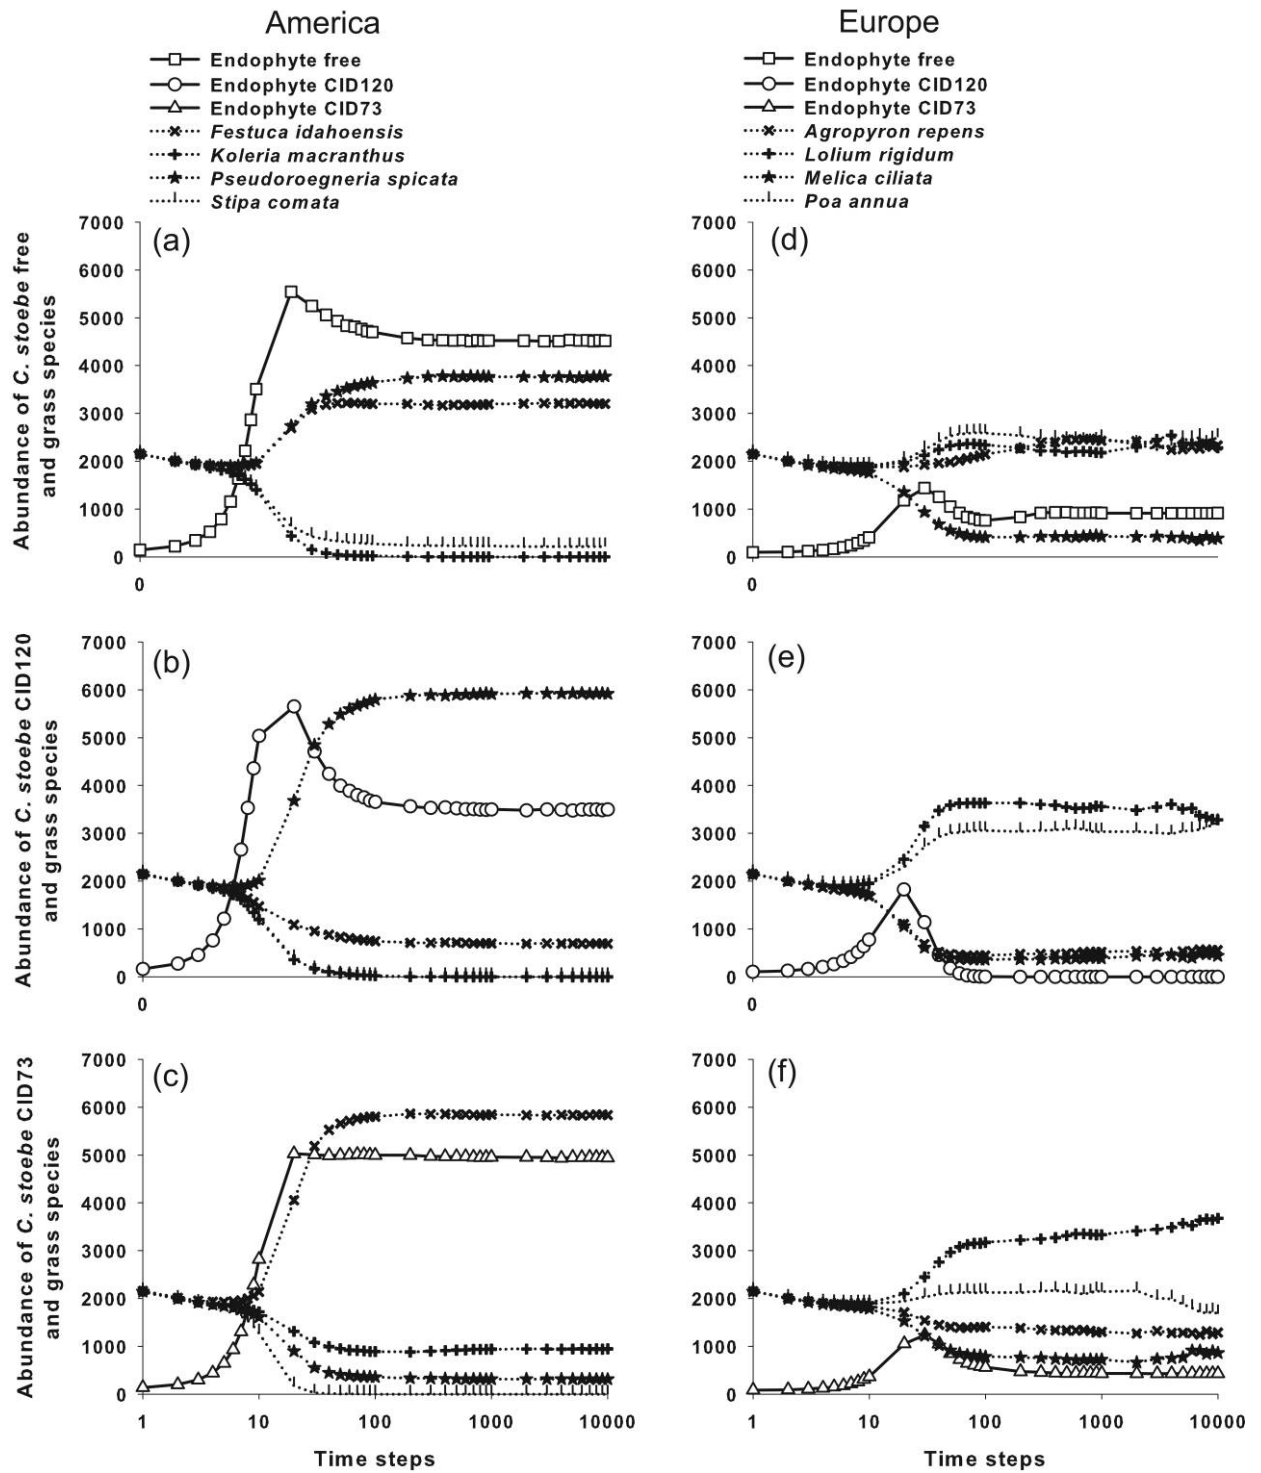 America
Endophyte free
Endophyte CID120
Endophyte CID73
Festuca idahoensis
Koleria macranthus
Pseudoroegneria spicata
Stipa comata
Europe
Endophyte free
Endophyte CID120
Endophyte CID73
Agropyron repens
Lolium rigidum
Melica ciliata
Poa annua
Abundance of C. stoebe free
and grass species
(a)
7000
6000
5000
4000
3000
2000
1000
0
0
(d)
7000
6000
5000
4000
3000
2000
1000
0
0
Abundance of C. stoebe CID120
and grass species
(b)
7000
6000
5000
4000
3000
2000
1000
0
0
(e)
7000
6000
5000
4000
3000
2000
1000
0
0
Abundance of C. stoebe CID73
and grass species
(c)
7000
6000
5000
4000
3000
2000
1000
0
1 10 100 1000 10000
Time steps
(f)
7000
6000
5000
4000
3000
2000
1000
0
1 10 100 1000 10000
Time steps